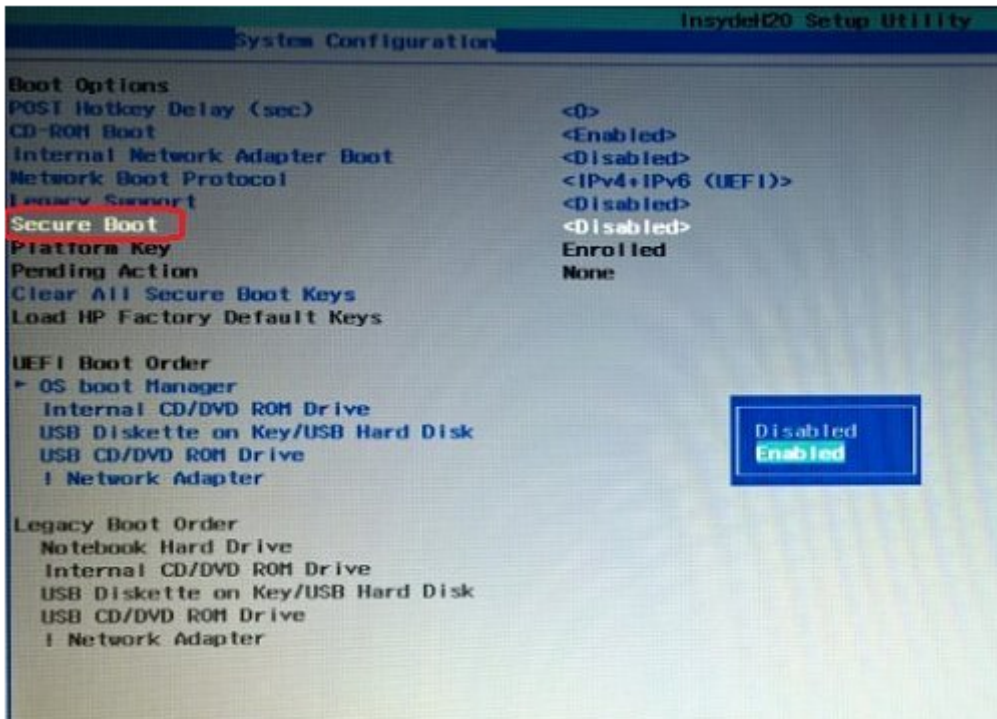 InsydeH20 Setup Utility
System Configuration
Boot Options
POST Hotkey Delay (sec) <0>
CD-ROM Boot <Enabled>
Internal Network Adapter Boot <Disabled>
Network Boot Protocol <IPv4+IPv6 (UEFI)>
Legacy Support <Disabled>
Secure Boot <Disabled>
Platform Key Enrolled
Pending Action None
Clear All Secure Boot Keys
Load HP Factory Default Keys
UEFI Boot Order
► OS boot Manager
Internal CD/DVD ROM Drive
USB Diskette on Key/USB Hard Disk
USB CD/DVD ROM Drive
! Network Adapter
Disabled
Enabled
Legacy Boot Order
Notebook Hard Drive
Internal CD/DVD ROM Drive
USB Diskette on Key/USB Hard Disk
USB CD/DVD ROM Drive
! Network Adapter